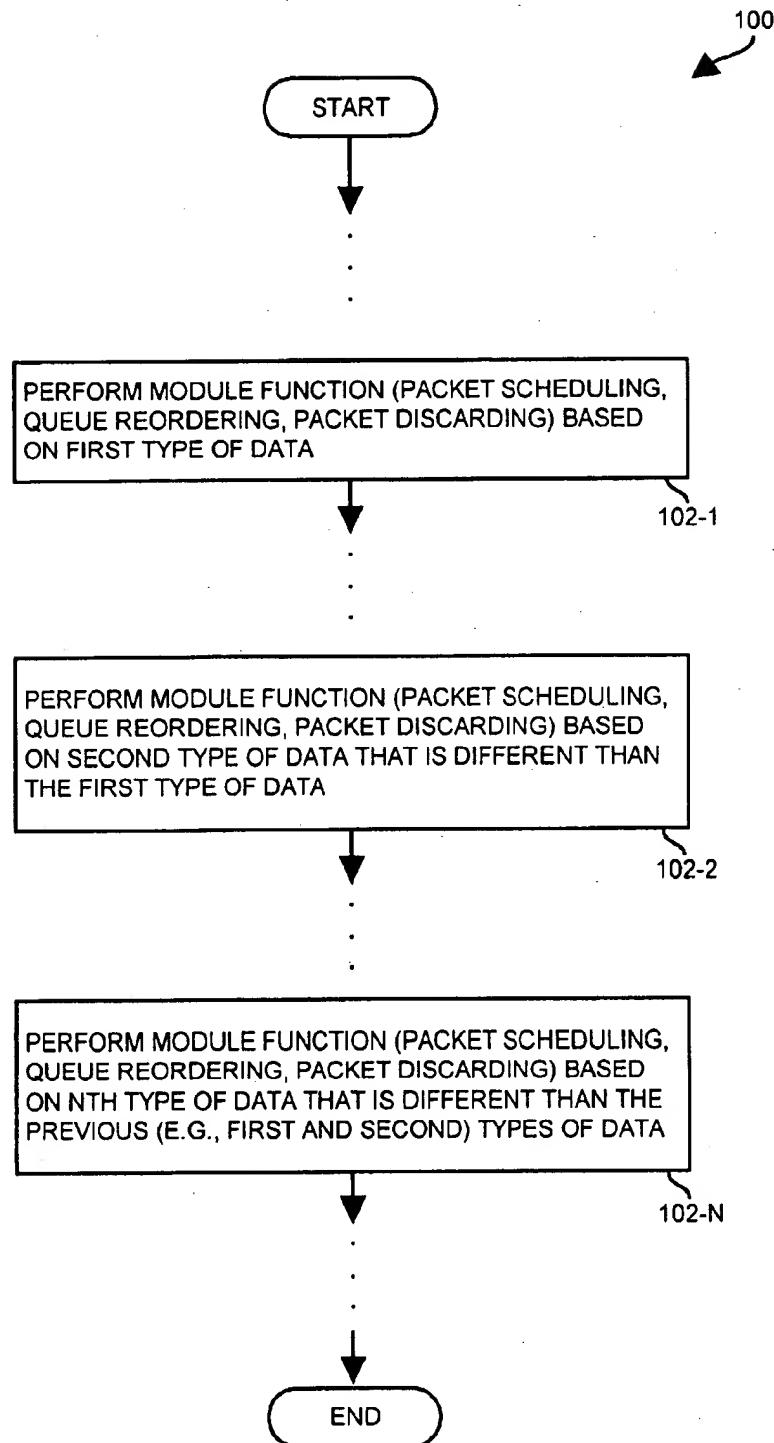 100
START
PERFORM MODULE FUNCTION (PACKET SCHEDULING,
QUEUE REORDERING, PACKET DISCARDING) BASED
ON FIRST TYPE OF DATA
102-1
PERFORM MODULE FUNCTION (PACKET SCHEDULING,
QUEUE REORDERING, PACKET DISCARDING) BASED
ON SECOND TYPE OF DATA THAT IS DIFFERENT THAN
THE FIRST TYPE OF DATA
102-2
PERFORM MODULE FUNCTION (PACKET SCHEDULING,
QUEUE REORDERING, PACKET DISCARDING) BASED
ON NTH TYPE OF DATA THAT IS DIFFERENT THAN THE
PREVIOUS (E.G., FIRST AND SECOND) TYPES OF DATA
102-N
END